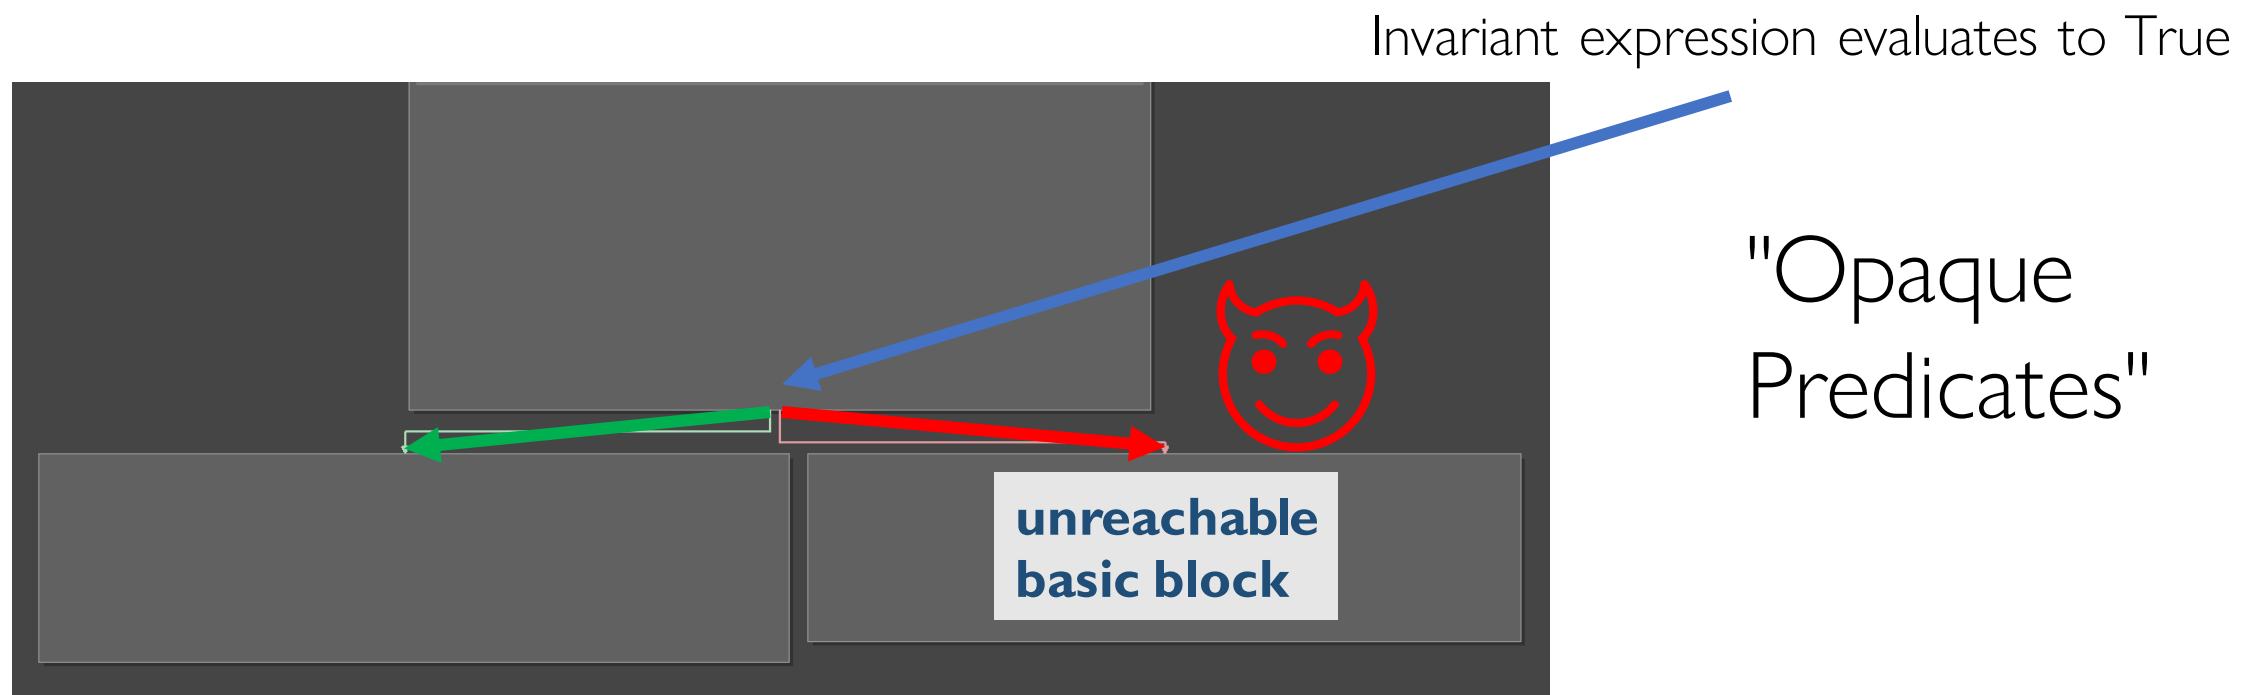 Invariant expression evaluates to True
"Opaque
Predicates"
unreachable
basic block